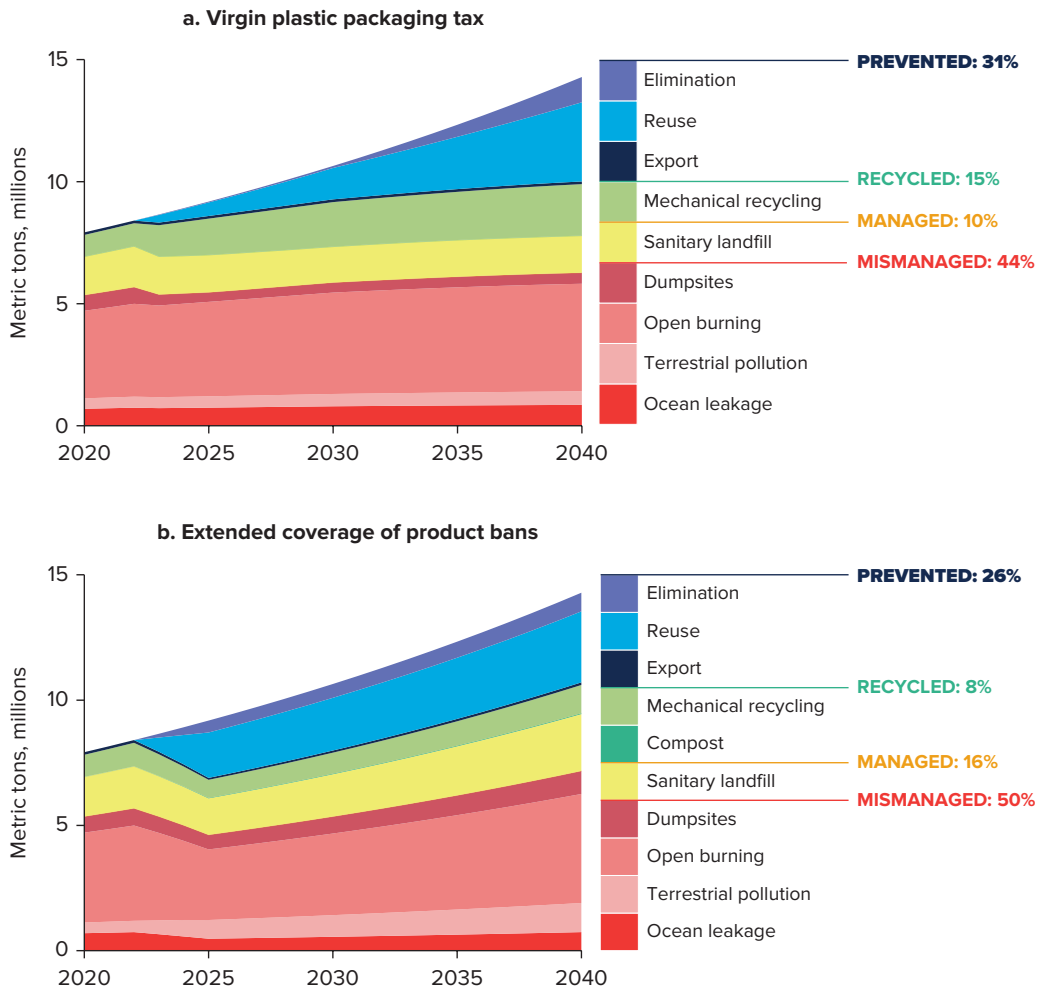 a. Virgin plastic packaging tax
Metric tons, millions
15
10
5
0
2020 2025 2030 2035 2040
Elimination
Reuse
Export
Mechanical recycling
Sanitary landfill
Dumpsites
Open burning
Terrestrial pollution
Ocean leakage
PREVENTED: 31%
RECYCLED: 15%
MANAGED: 10%
MISMANAGED: 44%
b. Extended coverage of product bans
Metric tons, millions
15
10
5
0
2020 2025 2030 2035 2040
Elimination
Reuse
Export
Mechanical recycling
Compost
Sanitary landfill
Dumpsites
Open burning
Terrestrial pollution
Ocean leakage
PREVENTED: 26%
RECYCLED: 8%
MANAGED: 16%
MISMANAGED: 50%